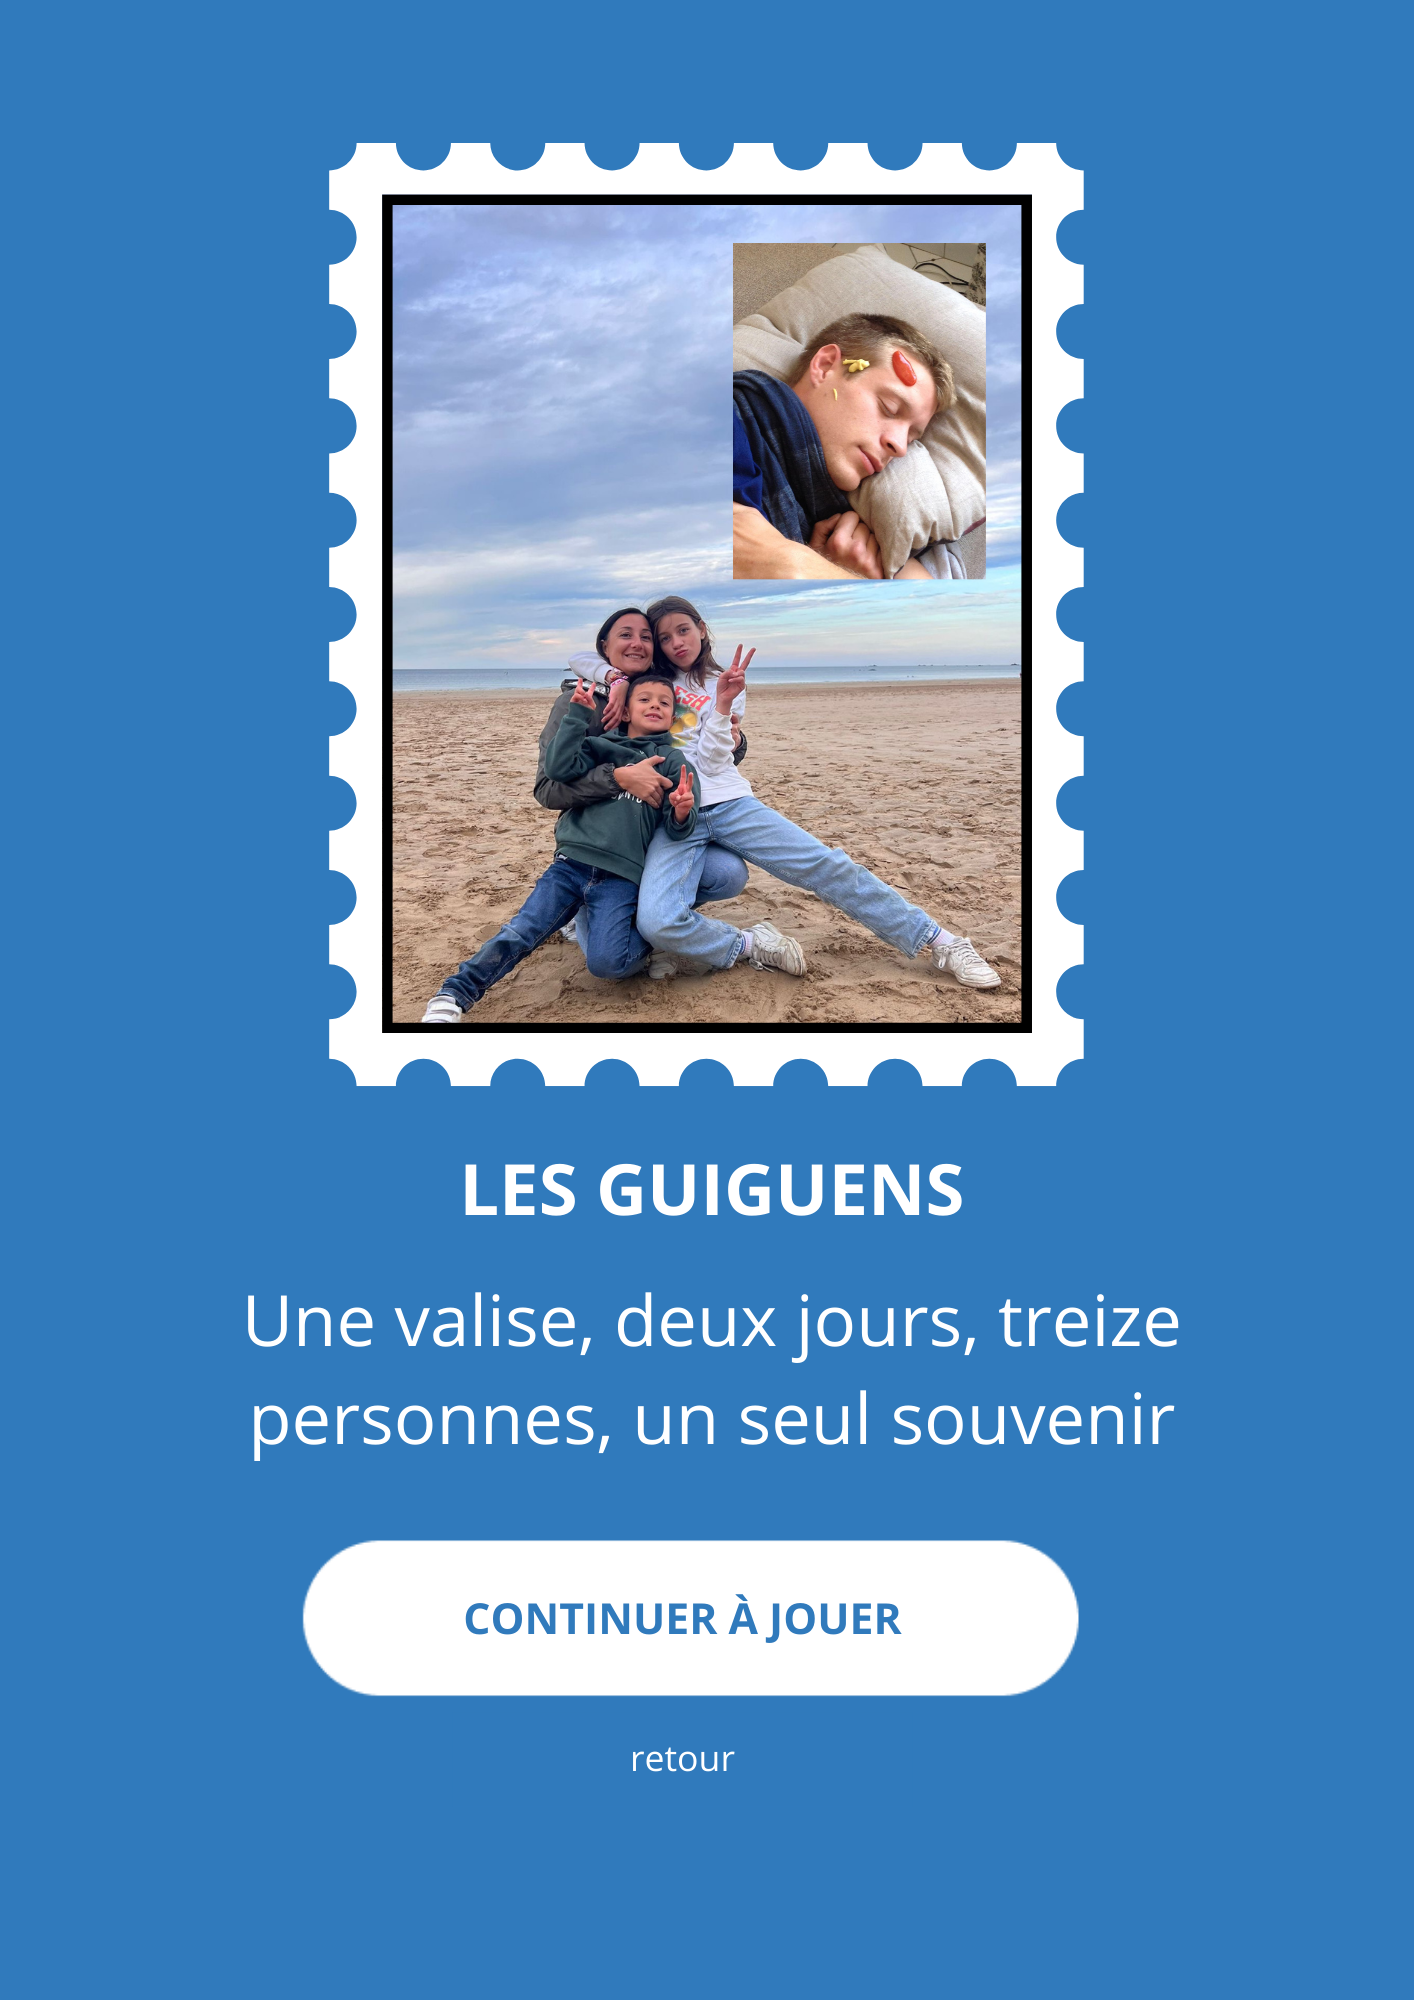 LES GUIGUENS
Une valise, deux jours, treize
personnes, un seul souvenir
CONTINUER À JOUER
retour